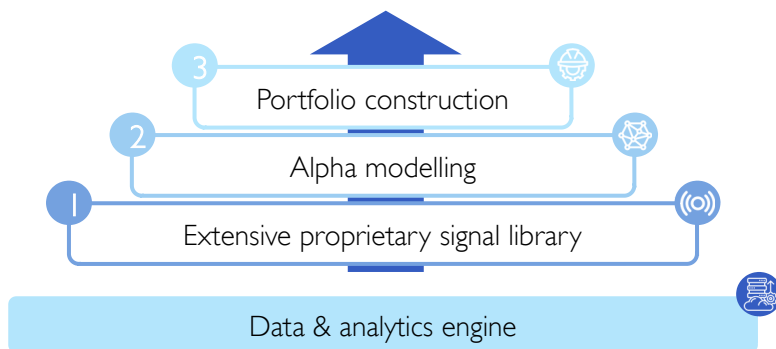 3
Portfolio construction
2
Alpha modelling
1
Extensive proprietary signal library
Data & analytics engine